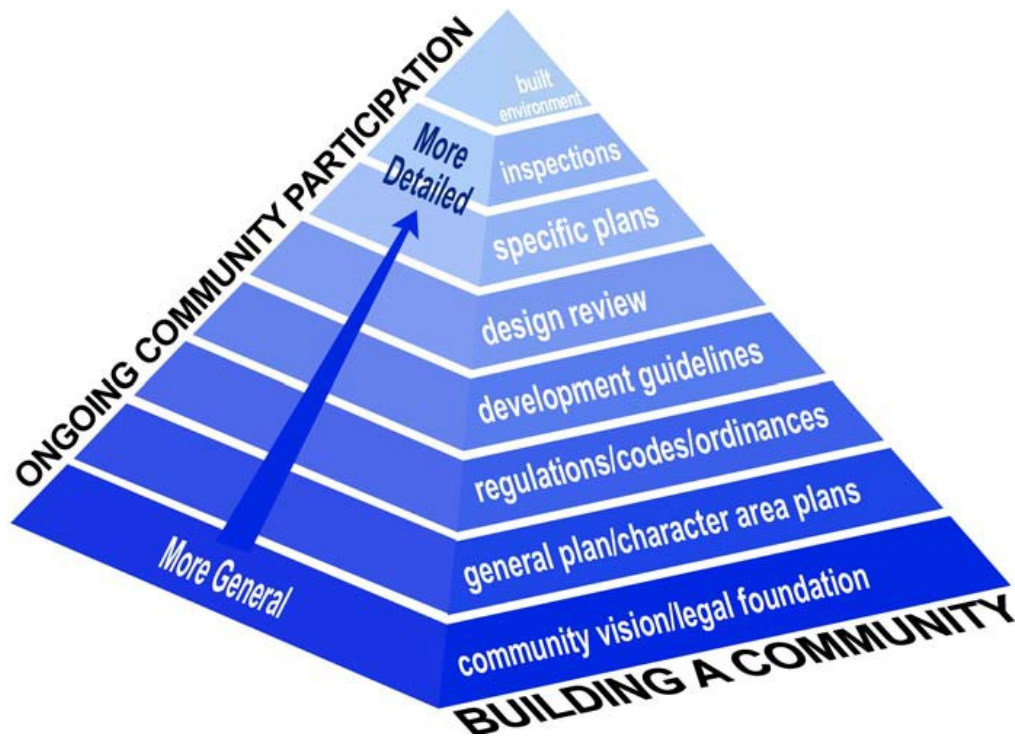 ONGOING COMMUNITY PARTICIPATION
More
Detailed
More General
built
environment
inspections
specific plans
design review
development guidelines
regulations/codes/ordinances
general plan/character area plans
community vision/legal foundation
BUILDING A COMMUNITY